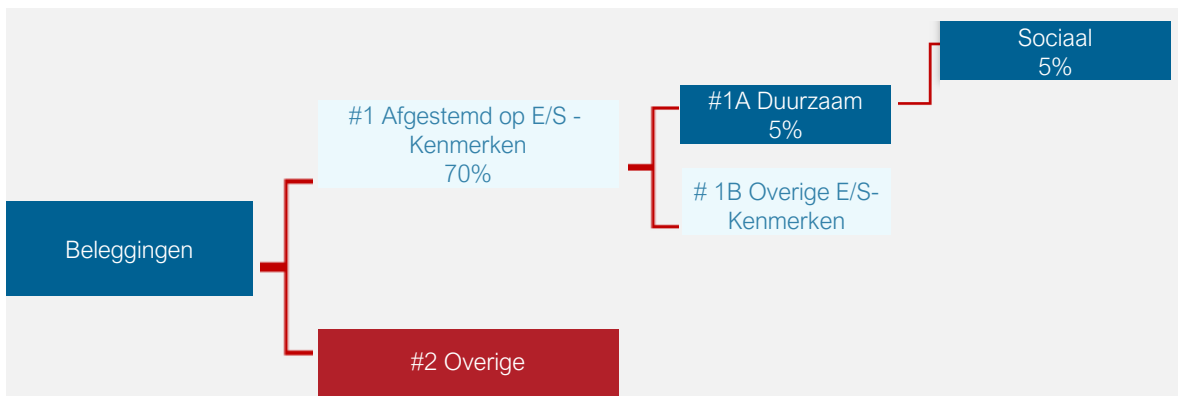 Beleggingen
#1 Afgestemd op E/S -
Kenmerken
70%
#2 Overige
#1A Duurzaam
5%
# 1B Overige E/S-
Kenmerken
Sociaal
5%